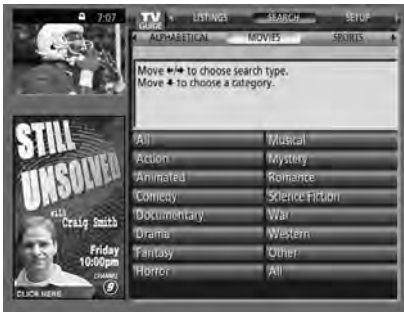 7:07
TV GUIDE
LISTINGS
SEARCH
SETUP
ALPHABETICAL
MOVIES
SPORTS
Move ←/→ to choose search type.
Move ↓ to choose a category.
All
Musical
Action
Mystery
Animated
Romance
Comedy
Science Fiction
Documentary
War
Drama
Western
Fantasy
Other
Horror
All
STILL
UNSOLVED
with
Craig Smith
Friday
10:00pm
CHANNEL
9
CLICK HERE